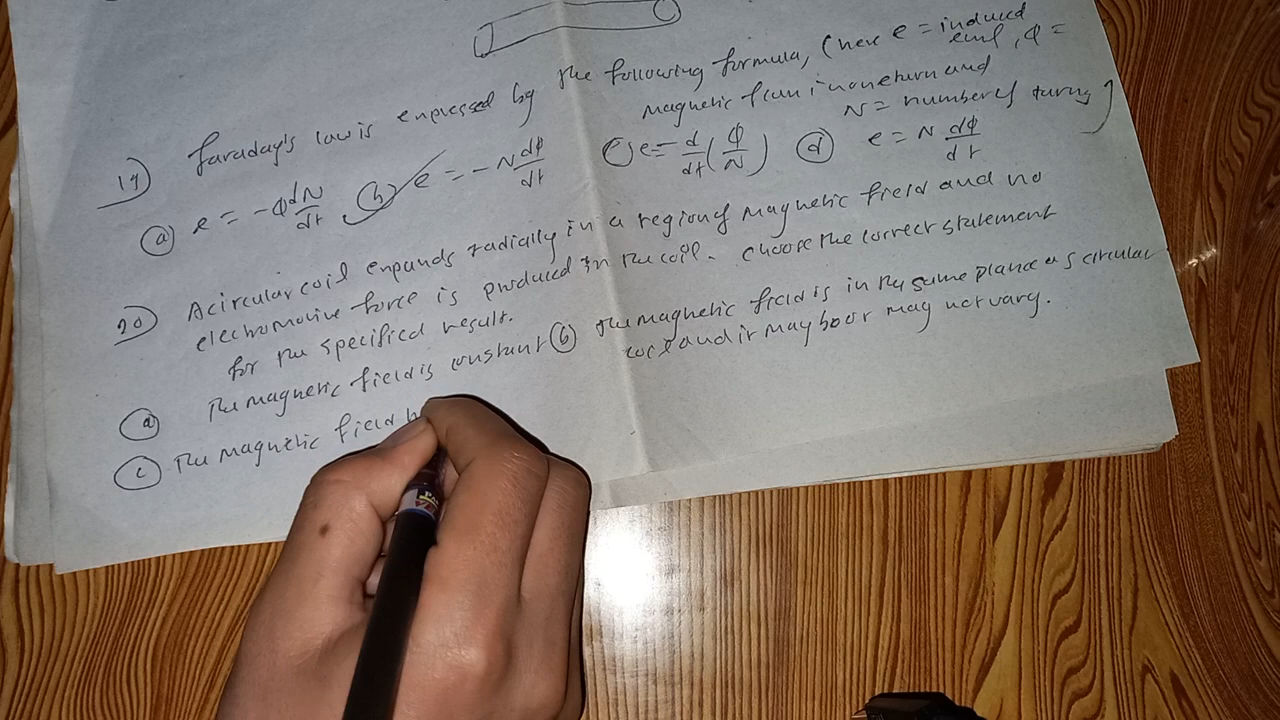 19) Faraday's law is expressed by the following formula, (here e = induced emf, φ =
magnetic flux in one turn and
N = number of turns)
(a) e = -φ dN/dt (b) e = -N dφ/dt (c) e = d/dt (φ/N) (d) e = N dφ/dt
20) A circular coil expands radially in a region of magnetic field and no
electromotive force is produced in the coil. choose the correct statement
for the specified result.
(a) The magnetic field is constant (b) The magnetic field is in the same plane as circular
coil and it may be or may not vary.
(c) The magnetic field h